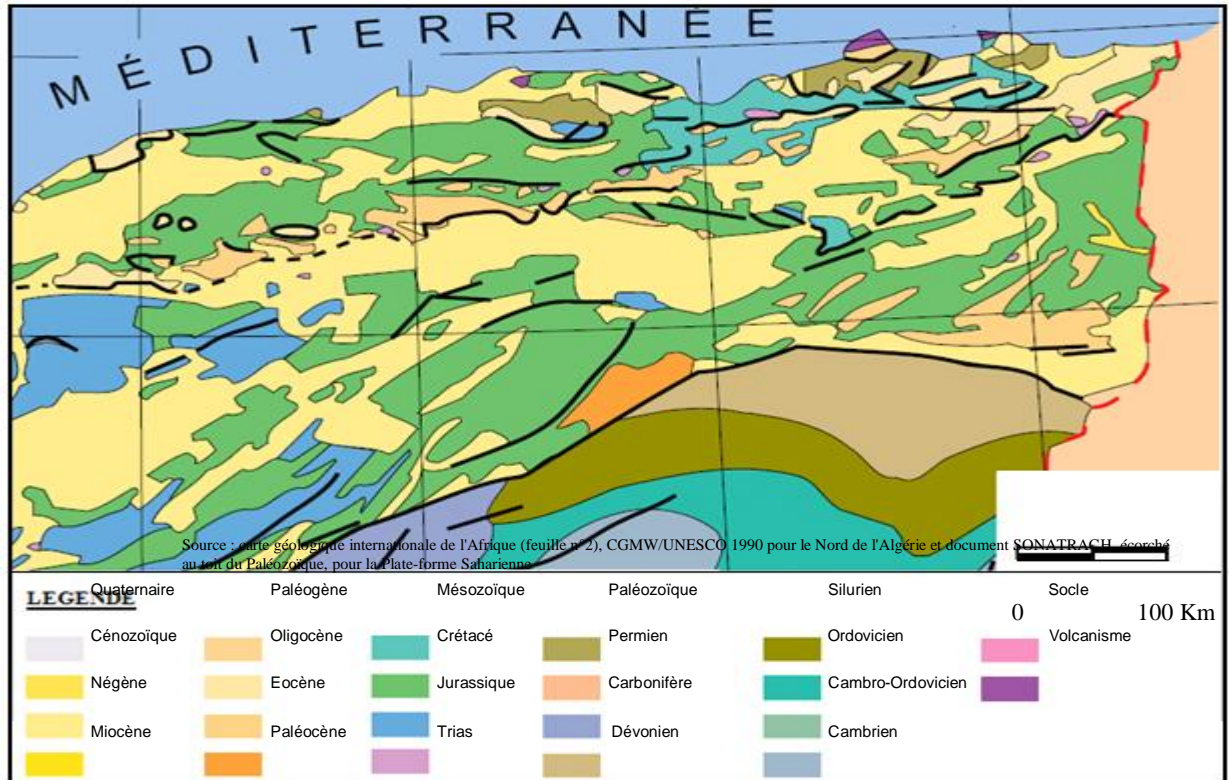 MÉDITERRANÉE
Source : carte géologique internationale de l'Afrique (feuille n°2), CGMW/UNESCO 1990 pour le Nord de l'Algérie et document SONATRACH, écorché
au toit du Paléozoïque, pour la Plate-forme Saharienne
LEGENDE
Quaternaire Paléogène Mésozoïque Paléozoïque Silurien Socle
0 100 Km
Cénozoïque Oligocène Crétacé Permien Ordovicien Volcanisme
Négène Eocène Jurassique Carbonifère Cambro-Ordovicien
Miocène Paléocène Trias Dévonien Cambrien